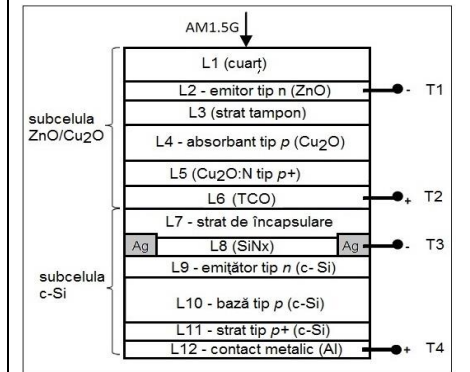 AM1.5G
L1 (cuarț)
L2 - emitor tip n (ZnO)
- T1
L3 (strat tampon)
subcelula
ZnO/Cu2O
L4 - absorbant tip p (Cu2O)
L5 (Cu2O:N tip p+)
L6 (TCO)
+ T2
L7 - strat de încapsulare
Ag
L8 (SiNx)
Ag
- T3
L9 - emiţător tip n (c- Si)
subcelula
c-Si
L10 - bază tip p (c-Si)
L11 - strat tip p+ (c-Si)
L12 - contact metalic (Al)
+ T4